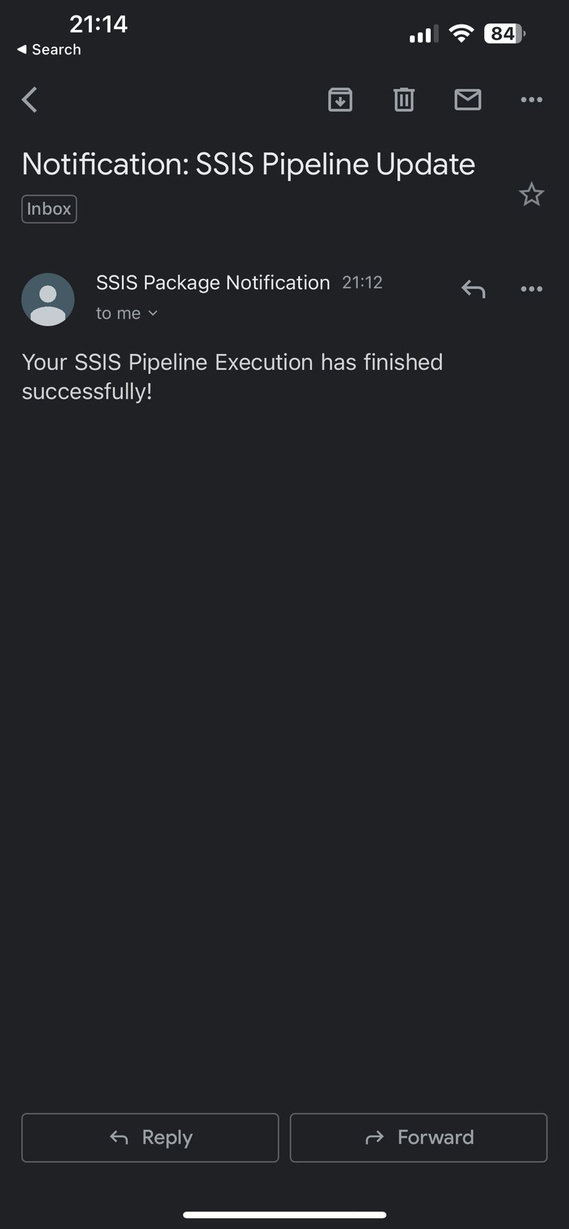 21:14
◀ Search
84
Notification: SSIS Pipeline Update
Inbox
SSIS Package Notification 21:12
to me
Your SSIS Pipeline Execution has finished
successfully!
Reply
Forward